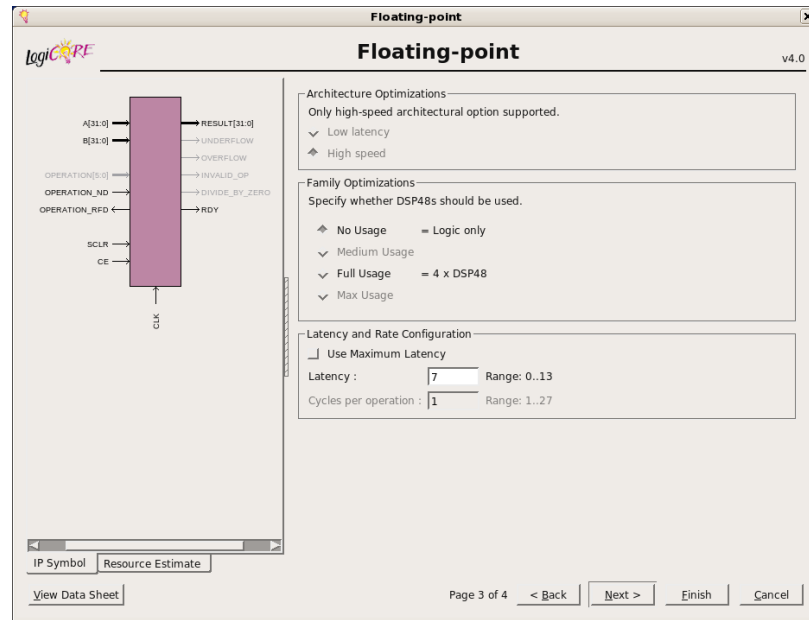 Floating-point
LogiCORE
Floating-point
v4.0
A[31:0]
B[31:0]
OPERATION[5:0]
OPERATION_ND
OPERATION_RFD
SCLR
CE
CLK
RESULT[31:0]
UNDERFLOW
OVERFLOW
INVALID_OP
DIVIDE_BY_ZERO
RDY
Architecture Optimizations
Only high-speed architectural option supported.
Low latency
High speed
Family Optimizations
Specify whether DSP48s should be used.
No Usage = Logic only
Medium Usage
Full Usage = 4 x DSP48
Max Usage
Latency and Rate Configuration
Use Maximum Latency
Latency : 7 Range: 0..13
Cycles per operation : 1 Range: 1..27
IP Symbol Resource Estimate
View Data Sheet Page 3 of 4 < Back Next > Finish Cancel